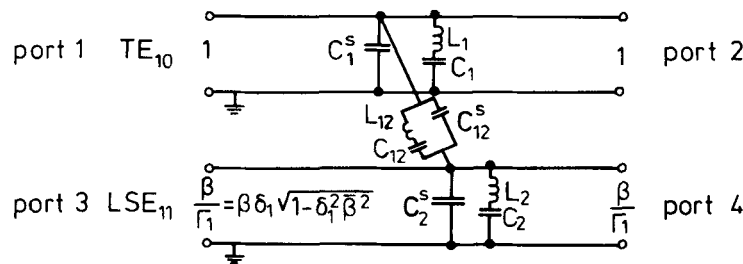 port 1 TE₁₀ 1 C₁ˢ L₁ C₁ 1 port 2
L₁₂ C₁₂ C₁₂ˢ
port 3 LSE₁₁ β/Γ₁ = βδ₁√(1-δ₁²β̄²) C₂ˢ L₂ C₂ β/Γ₁ port 4